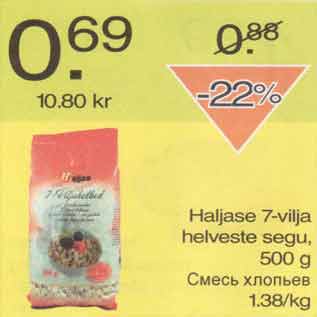 0.69
0.88
10.80 kr
-22%
Haljase 7-vilja
helveste segu,
500 g
Смесь хлопьев
1.38/kg